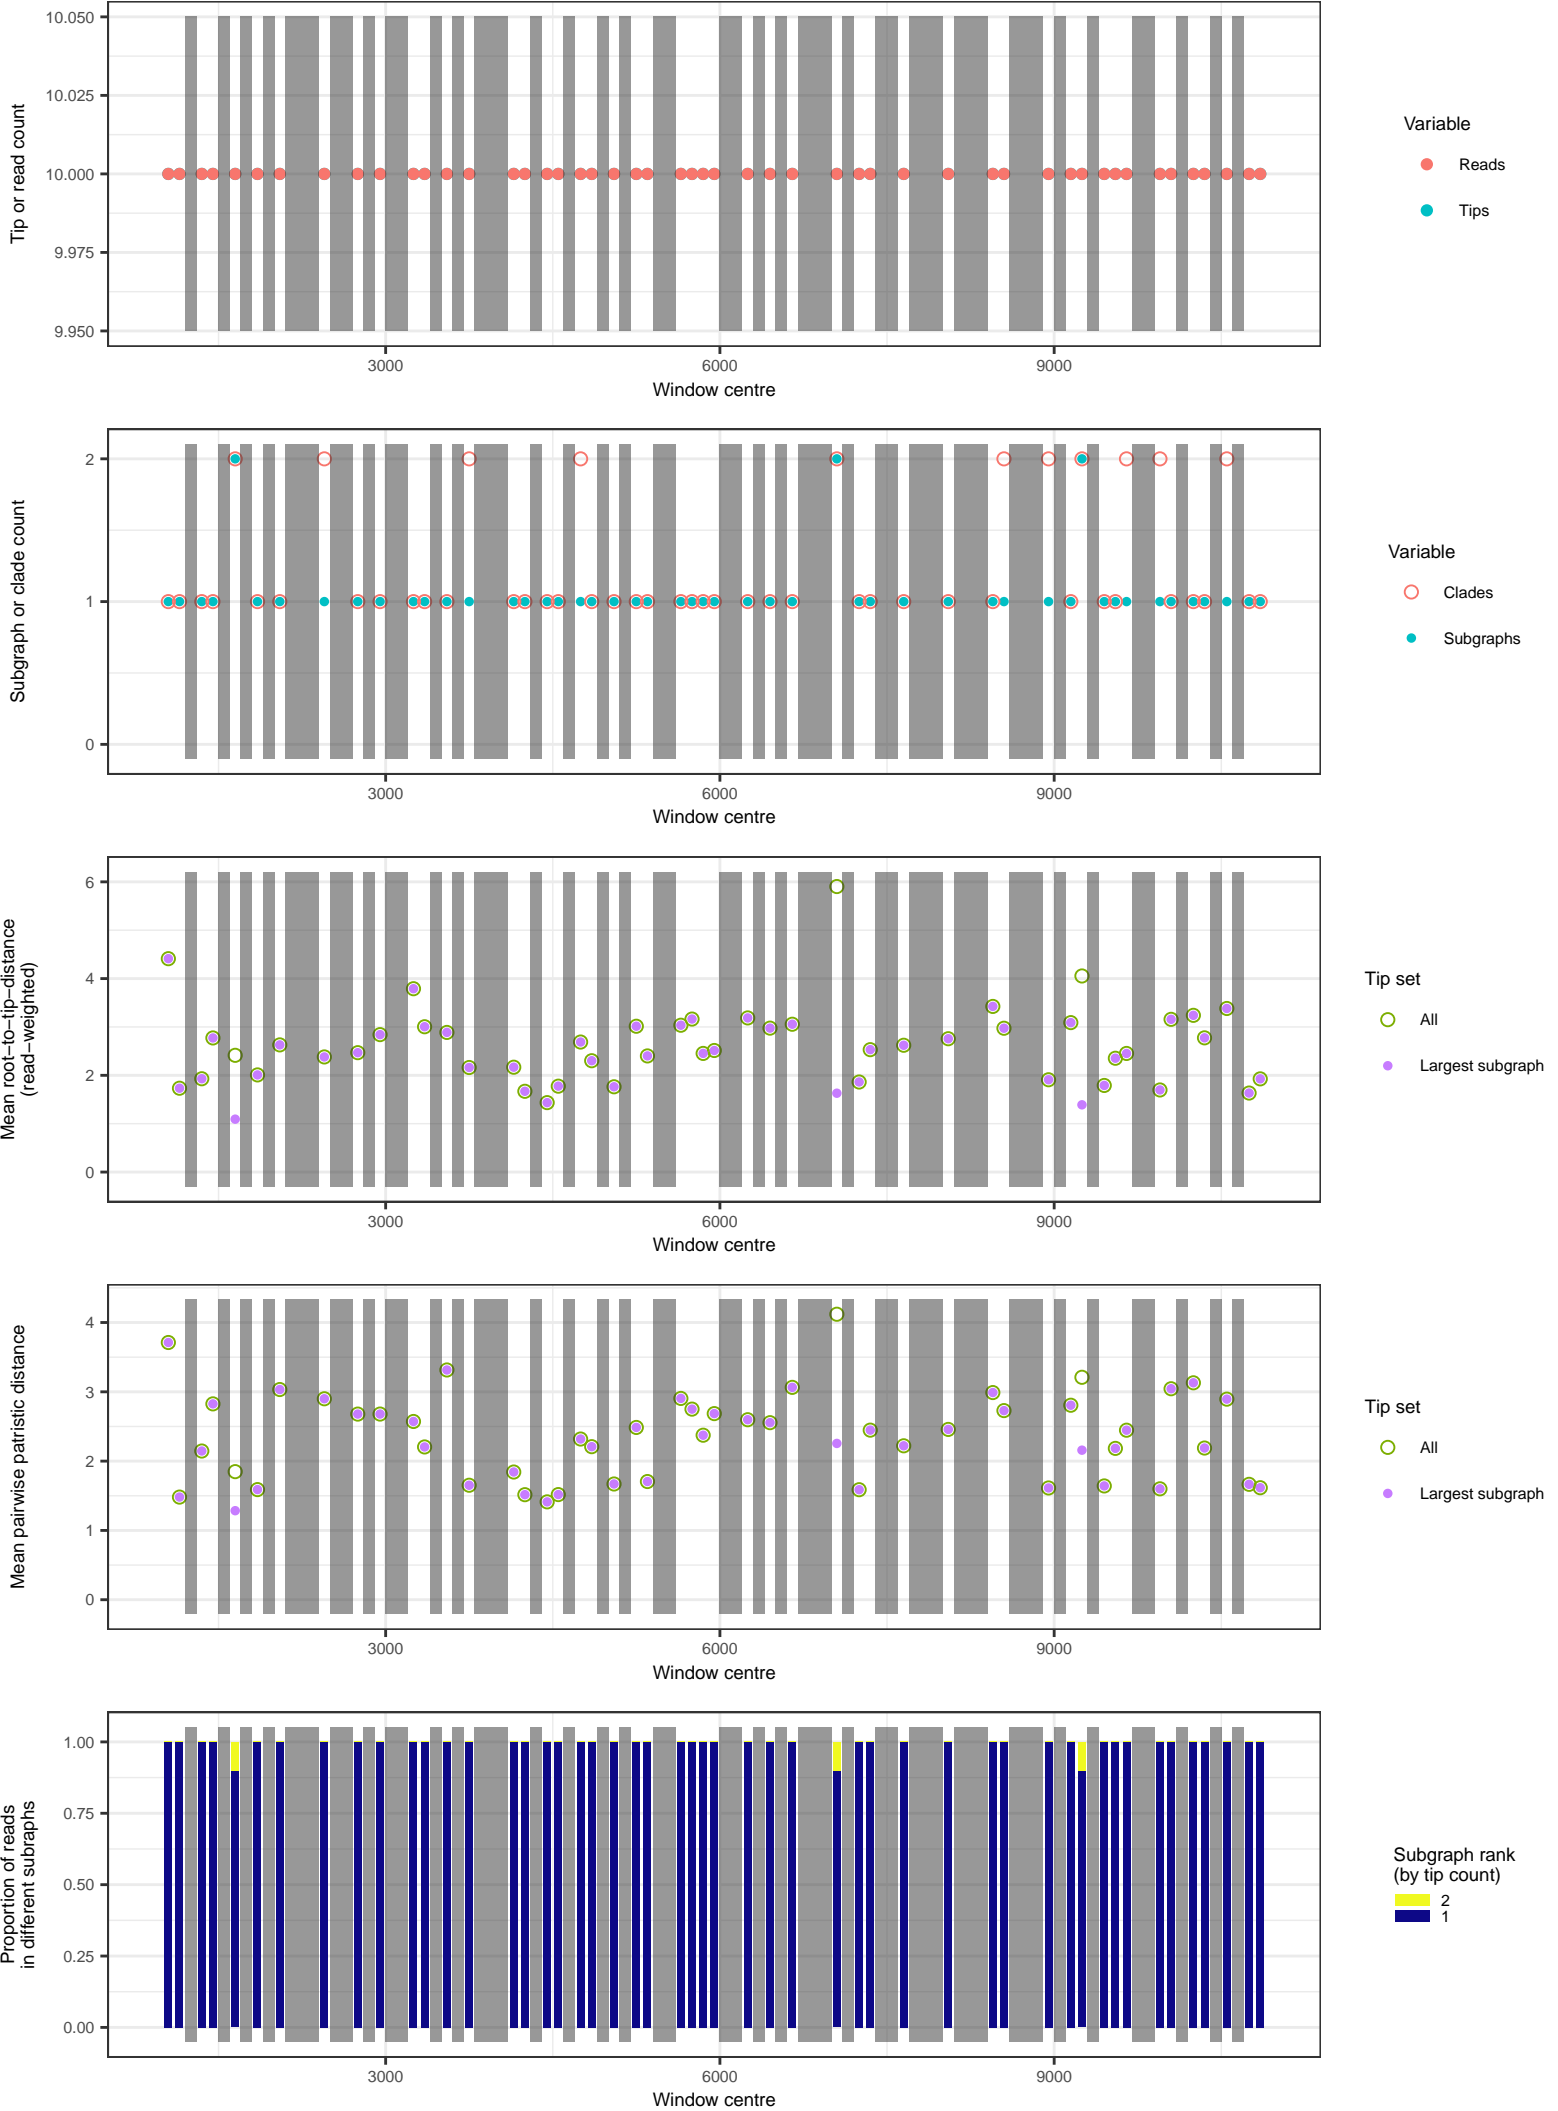 10.050
10.025
10.000
9.975
9.950
Tip or read count
3000
6000
9000
Window centre
Variable
Reads
Tips
2
1
0
Subgraph or clade count
3000
6000
9000
Window centre
Variable
Clades
Subgraphs
6
4
2
0
Mean root−to−tip−distance
(read−weighted)
3000
6000
9000
Window centre
Tip set
All
Largest subgraph
4
3
2
1
0
Mean pairwise patristic distance
3000
6000
9000
Window centre
Tip set
All
Largest subgraph
1.00
0.75
0.50
0.25
0.00
Proportion of reads
in different subraphs
3000
6000
9000
Window centre
Subgraph rank
(by tip count)
2
1